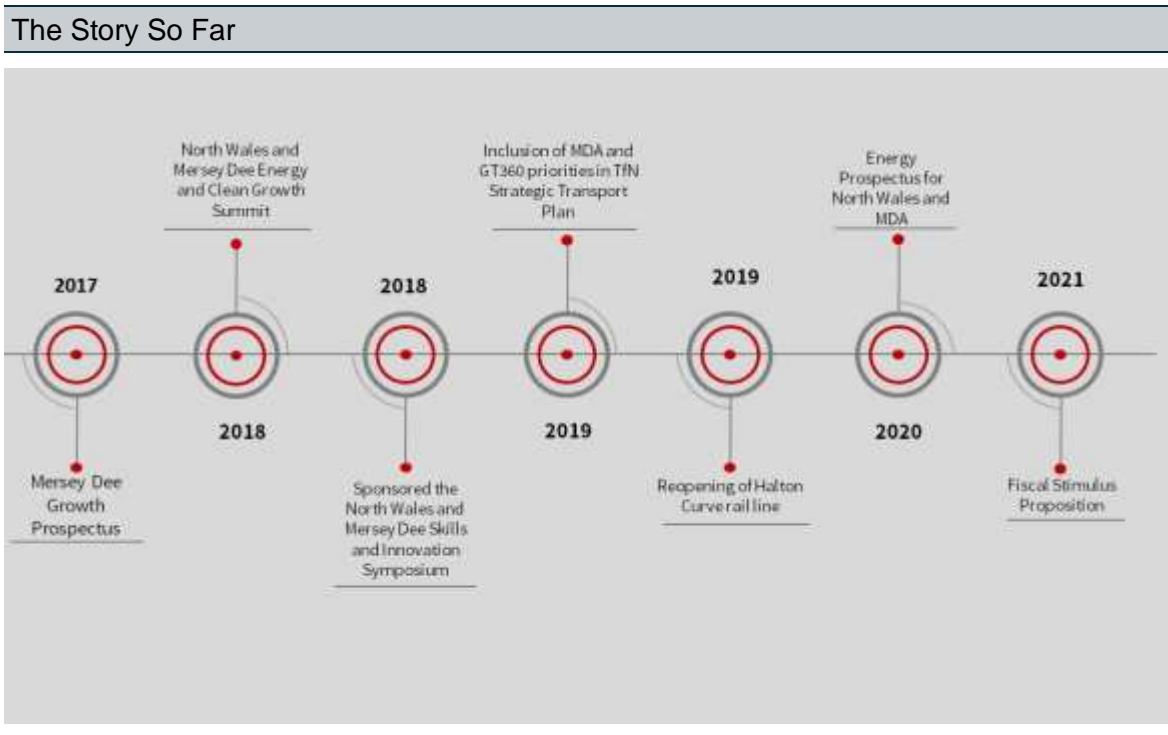 The Story So Far
2017
Mersey Dee
Growth
Prospectus
North Wales and
Mersey Dee Energy
and Clean Growth
Summit
2018
2018
Sponsored the
North Wales and
Mersey Dee Skills
and Innovation
Symposium
Inclusion of MDA and
GT360 priorities in TfN
Strategic Transport
Plan
2019
2019
Reopening of Halton
Curve rail line
Energy
Prospectus for
North Wales and
MDA
2020
2021
Fiscal Stimulus
Proposition